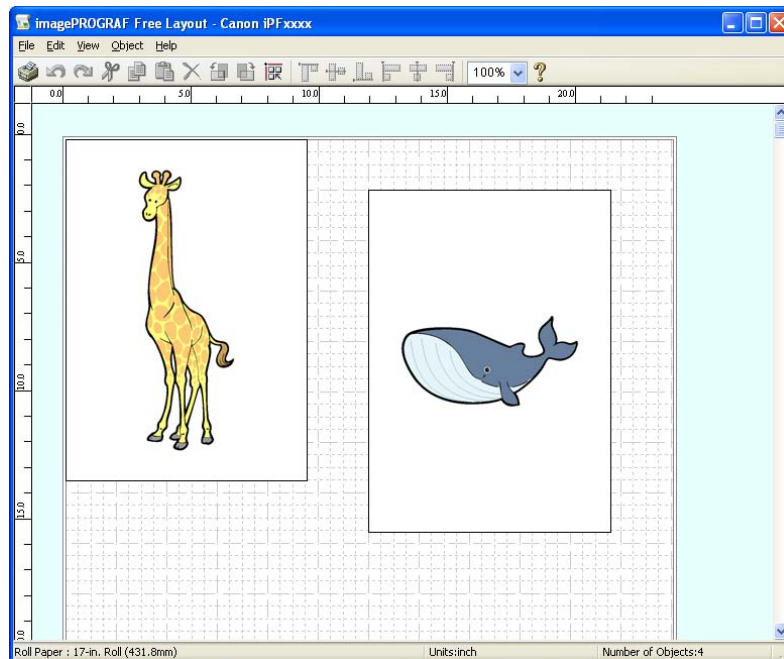 imagePROGRAF Free Layout - Canon iPFxxxx
File Edit View Object Help
100%
0.0 5.0 10.0 15.0 20.0
0.0
5.0
10.0
15.0
Roll Paper : 17-in. Roll (431.8mm) Units:inch Number of Objects:4